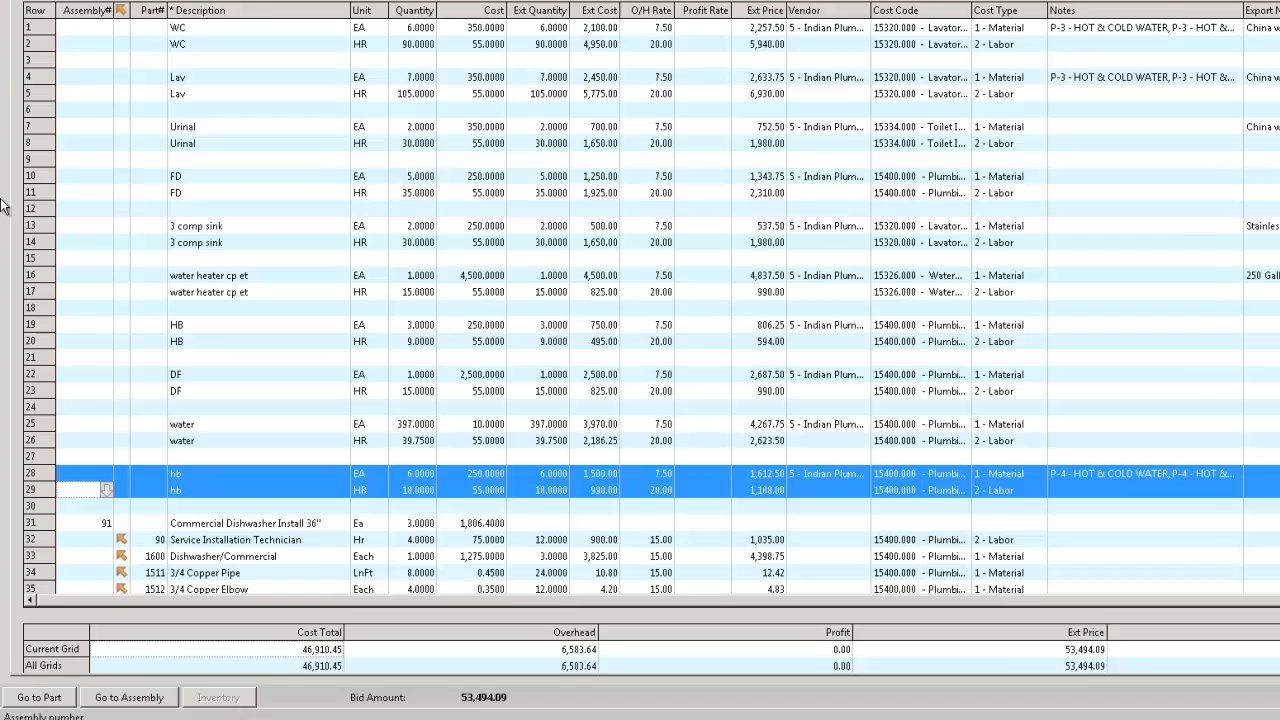 Row Assembly# Part# * Description Unit Quantity Cost Ext Quantity Ext Cost O/H Rate Profit Rate Ext Price Vendor Cost Code Cost Type Notes Export N
1 WC EA 6.0000 350.0000 6.0000 2,100.00 7.50 2,257.50 5 - Indian Plum... 15320.000 - Lavator... 1 - Material P-3 - HOT & COLD WATER, P-3 - HOT &... China w
2 WC HR 90.0000 55.0000 90.0000 4,950.00 20.00 5,940.00 15320.000 - Lavator... 2 - Labor
3
4 Lav EA 7.0000 350.0000 7.0000 2,450.00 7.50 2,633.75 5 - Indian Plum... 15320.000 - Lavator... 1 - Material P-3 - HOT & COLD WATER, P-3 - HOT &... China w
5 Lav HR 105.0000 55.0000 105.0000 5,775.00 20.00 6,930.00 15320.000 - Lavator... 2 - Labor
6
7 Urinal EA 2.0000 350.0000 2.0000 700.00 7.50 752.50 5 - Indian Plum... 15334.000 - Toilet I... 1 - Material China w
8 Urinal HR 30.0000 55.0000 30.0000 1,650.00 20.00 1,980.00 15334.000 - Toilet I... 2 - Labor
9
10 FD EA 5.0000 250.0000 5.0000 1,250.00 7.50 1,343.75 5 - Indian Plum... 15400.000 - Plumbi... 1 - Material
11 FD HR 35.0000 55.0000 35.0000 1,925.00 20.00 2,310.00 15400.000 - Plumbi... 2 - Labor
12
13 3 comp sink EA 2.0000 250.0000 2.0000 500.00 7.50 537.50 5 - Indian Plum... 15320.000 - Lavator... 1 - Material Stainles
14 3 comp sink HR 30.0000 55.0000 30.0000 1,650.00 20.00 1,980.00 15320.000 - Lavator... 2 - Labor
15
16 water heater cp et EA 1.0000 4,500.0000 1.0000 4,500.00 7.50 4,837.50 5 - Indian Plum... 15326.000 - Water... 1 - Material 250 Gall
17 water heater cp et HR 15.0000 55.0000 15.0000 825.00 20.00 990.00 15326.000 - Water... 2 - Labor
18
19 HB EA 3.0000 250.0000 3.0000 750.00 7.50 806.25 5 - Indian Plum... 15400.000 - Plumbi... 1 - Material
20 HB HR 9.0000 55.0000 9.0000 495.00 20.00 594.00 15400.000 - Plumbi... 2 - Labor
21
22 DF EA 1.0000 2,500.0000 1.0000 2,500.00 7.50 2,687.50 5 - Indian Plum... 15400.000 - Plumbi... 1 - Material
23 DF HR 15.0000 55.0000 15.0000 825.00 20.00 990.00 15400.000 - Plumbi... 2 - Labor
24
25 water EA 397.0000 10.0000 397.0000 3,970.00 7.50 4,267.75 5 - Indian Plum... 15400.000 - Plumbi... 1 - Material
26 water HR 39.7500 55.0000 39.7500 2,186.25 20.00 2,623.50 15400.000 - Plumbi... 2 - Labor
27
28 hb EA 6.0000 250.0000 6.0000 1,500.00 7.50 1,612.50 5 - Indian Plum... 15400.000 - Plumbi... 1 - Material P-4 - HOT & COLD WATER, P-4 - HOT &...
29 hb HR 18.0000 55.0000 18.0000 990.00 20.00 1,188.00 15400.000 - Plumbi... 2 - Labor
30
31 91 Commercial Dishwasher Install 36" Ea 3.0000 1,806.4000
32 90 Service Installation Technician Hr 4.0000 75.0000 12.0000 900.00 15.00 1,035.00 15400.000 - Plumbi... 2 - Labor
33 1600 Dishwasher/Commercial Each 1.0000 1,275.0000 3.0000 3,825.00 15.00 4,398.75 15400.000 - Plumbi... 1 - Material
34 1511 3/4 Copper Pipe LnFt 8.0000 0.4500 24.0000 10.80 15.00 12.42 15400.000 - Plumbi... 1 - Material
35 1512 3/4 Copper Elbow Each 4.0000 0.3500 12.0000 4.20 15.00 4.83 15400.000 - Plumbi... 1 - Material
Cost Total Overhead Profit Ext Price
Current Grid 46,910.45 6,583.64 0.00 53,494.09
All Grids 46,910.45 6,583.64 0.00 53,494.09
Go to Part Go to Assembly Inventory Bid Amount: 53,494.09
Assembly number